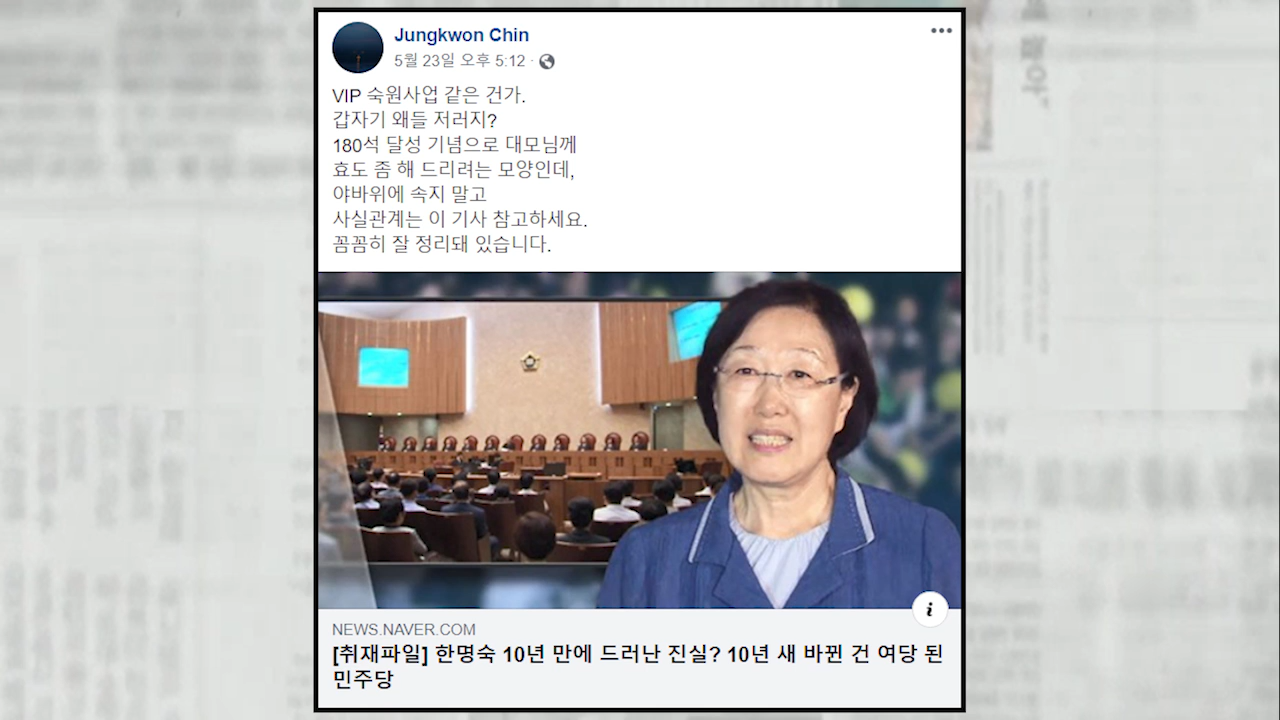 Jungkwon Chin
5월 23일 오후 5:12 ·
VIP 숙원사업 같은 건가.
갑자기 왜들 저러지?
180석 달성 기념으로 대모님께
효도 좀 해 드리려는 모양인데,
야바위에 속지 말고
사실관계는 이 기사 참고하세요.
꼼꼼히 잘 정리돼 있습니다.
NEWS.NAVER.COM
[취재파일] 한명숙 10년 만에 드러난 진실? 10년 새 바뀐 건 여당 된
민주당